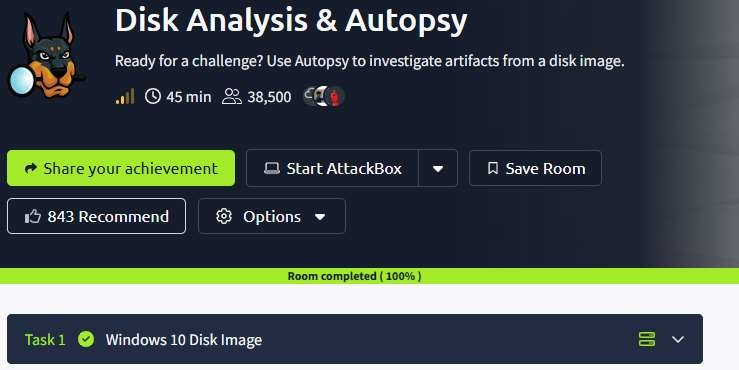 Disk Analysis & Autopsy
Ready for a challenge? Use Autopsy to investigate artifacts from a disk image.
45 min 38,500
Share your achievement Start AttackBox Save Room
843 Recommend Options
Room completed ( 100% )
Task 1 Windows 10 Disk Image